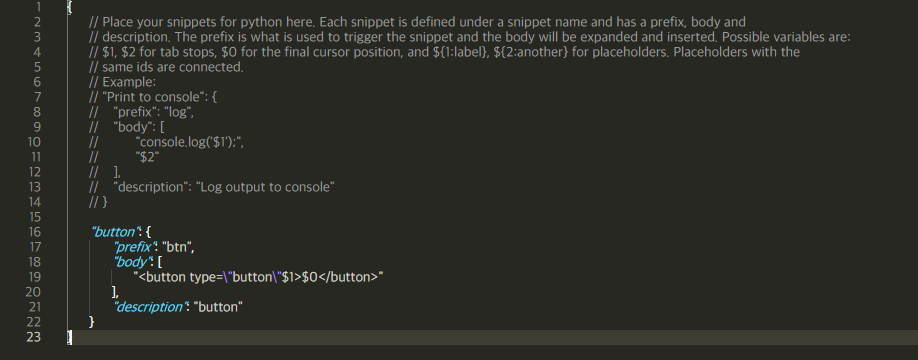 1 {
2 // Place your snippets for python here. Each snippet is defined under a snippet name and has a prefix, body and
3 // description. The prefix is what is used to trigger the snippet and the body will be expanded and inserted. Possible variables are:
4 // $1, $2 for tab stops, $0 for the final cursor position, and ${1:label}, ${2:another} for placeholders. Placeholders with the
5 // same ids are connected.
6 // Example:
7 // "Print to console": {
8 // "prefix": "log",
9 // "body": [
10 // "console.log('$1');",
11 // "$2"
12 // ],
13 // "description": "Log output to console"
14 // }
15
16 "button": {
17 "prefix": "btn",
18 "body": [
19 "<button type=\"button\"$1>$0</button>"
20 ],
21 "description": "button"
22 }
23 }